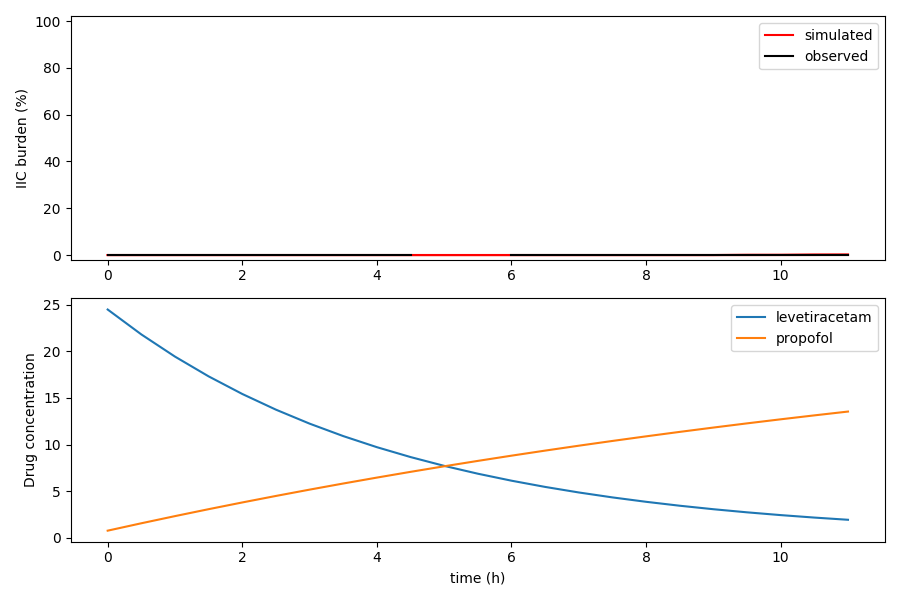 100
80
60
40
20
0
IIC burden (%)
simulated
observed
0 2 4 6 8 10
25
20
15
10
5
0
Drug concentration
levetiracetam
propofol
0 2 4 6 8 10
time (h)